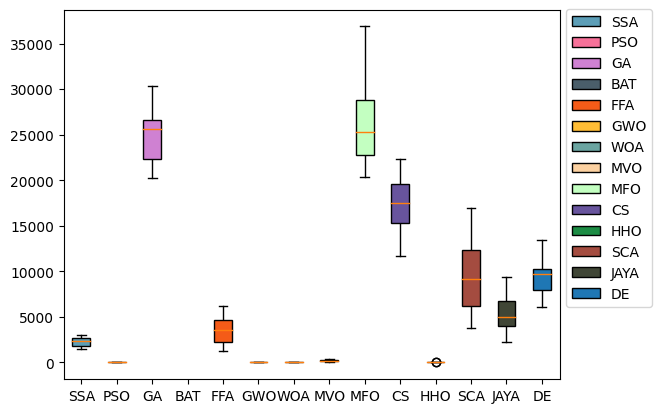 35000
30000
25000
20000
15000
10000
5000
0
SSA PSO GA BAT FFA GWO WOA MVO MFO CS HHO SCA JAYA DE
SSA
PSO
GA
BAT
FFA
GWO
WOA
MVO
MFO
CS
HHO
SCA
JAYA
DE